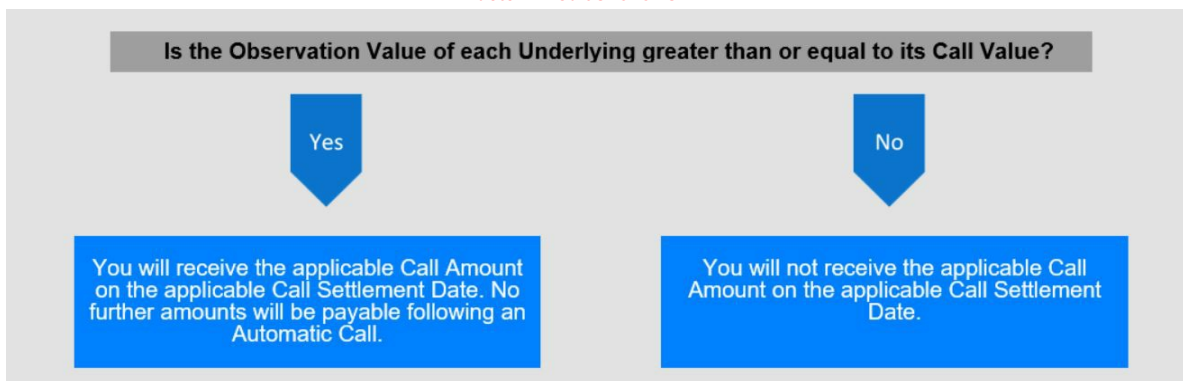 Is the Observation Value of each Underlying greater than or equal to its Call Value?
Yes
No
You will receive the applicable Call Amount
on the applicable Call Settlement Date. No
further amounts will be payable following an
Automatic Call.
You will not receive the applicable Call
Amount on the applicable Call Settlement
Date.